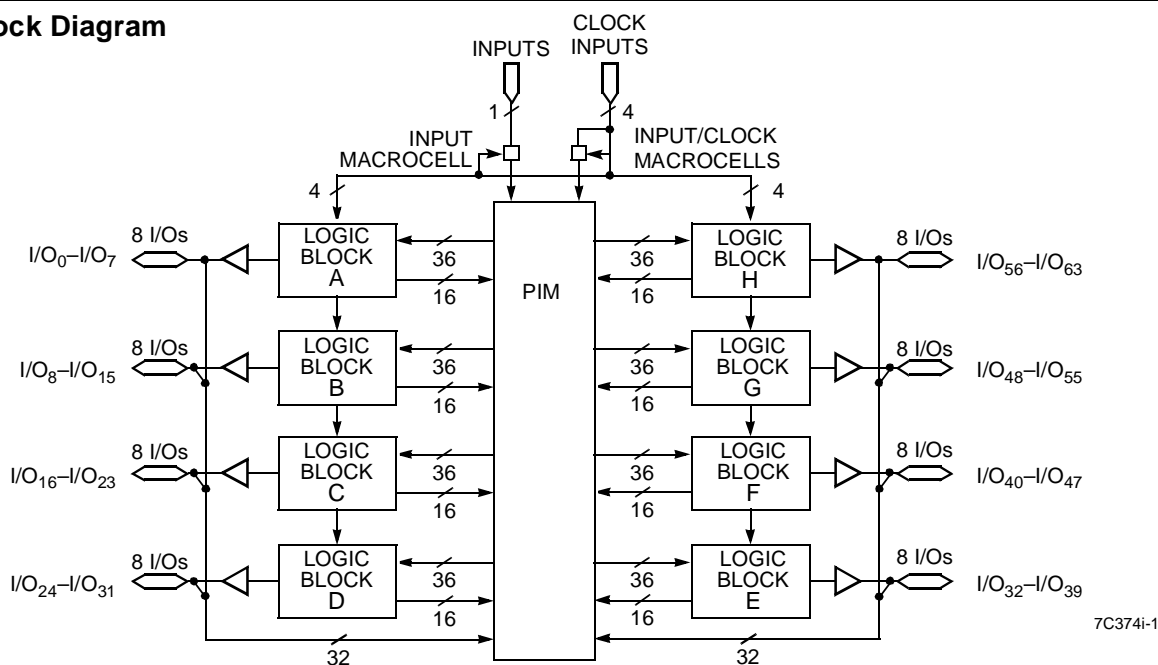 ock Diagram
CLOCK
INPUTS
INPUTS
1
4
INPUT
MACROCELL
INPUT/CLOCK
MACROCELLS
4
4
8 I/Os
LOGIC
BLOCK
A
36
16
PIM
36
16
LOGIC
BLOCK
H
8 I/Os
I/O0–I/O7
I/O56–I/O63
8 I/Os
LOGIC
BLOCK
B
36
16
36
16
LOGIC
BLOCK
G
8 I/Os
I/O8–I/O15
I/O48–I/O55
8 I/Os
LOGIC
BLOCK
C
36
16
36
16
LOGIC
BLOCK
F
8 I/Os
I/O16–I/O23
I/O40–I/O47
8 I/Os
LOGIC
BLOCK
D
36
16
36
16
LOGIC
BLOCK
E
8 I/Os
I/O24–I/O31
I/O32–I/O39
32
32
7C374i-1